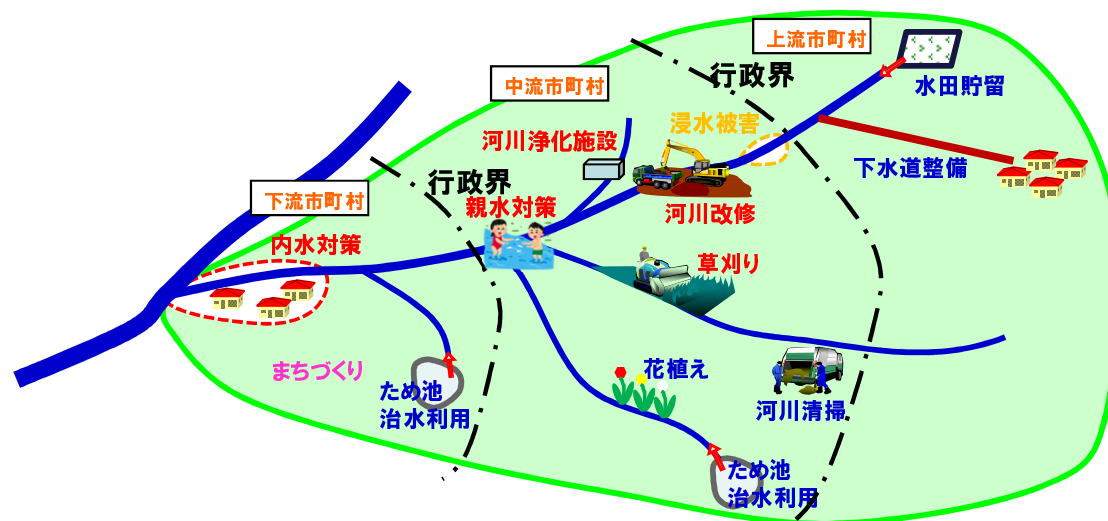 上流市町村
行政界
水田貯留
中流市町村
浸水被害
河川浄化施設
下水道整備
行政界
下流市町村
親水対策
河川改修
内水対策
草刈り
まちづくり
花植え
ため池
治水利用
河川清掃
ため池
治水利用